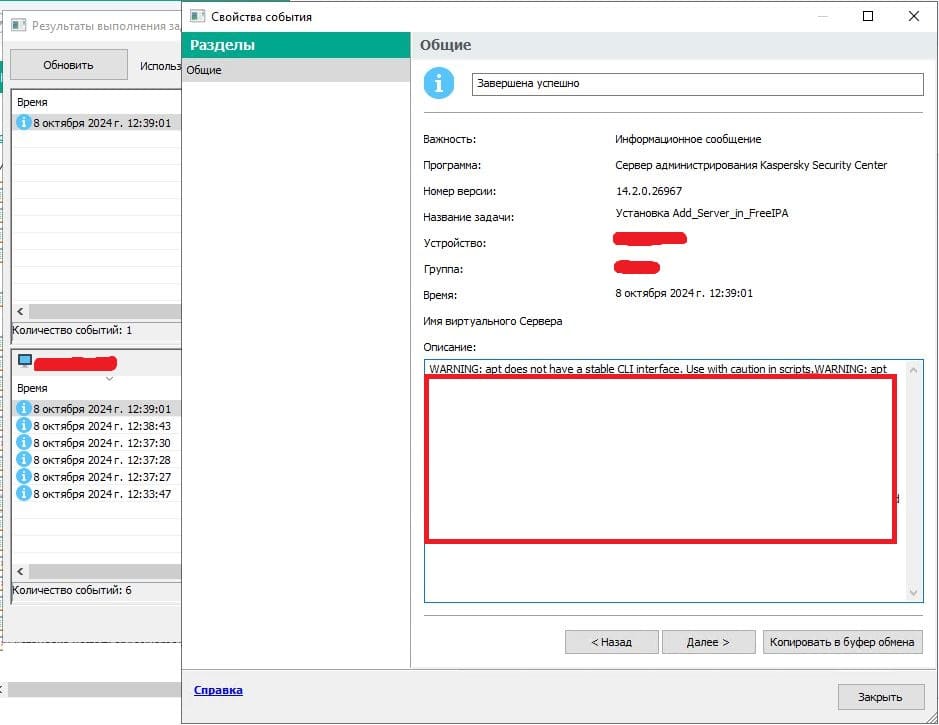 Результаты выполнения за
Обновить
Использ
Время
8 октября 2024 г. 12:39:01
Количество событий: 1
Время
8 октября 2024 г. 12:39:01
8 октября 2024 г. 12:38:43
8 октября 2024 г. 12:37:30
8 октября 2024 г. 12:37:28
8 октября 2024 г. 12:37:27
8 октября 2024 г. 12:33:47
Количество событий: 6
Свойства события
Разделы
Общие
Общие
Завершена успешно
Важность: Информационное сообщение
Программа: Сервер администрирования Kaspersky Security Center
Номер версии: 14.2.0.26967
Название задачи: Установка Add_Server_in_FreeIPA
Устройство:
Группа:
Время: 8 октября 2024 г. 12:39:01
Имя виртуального Сервера
Описание:
WARNING: apt does not have a stable CLI interface. Use with caution in scripts,WARNING: apt
< Назад
Далее >
Копировать в буфер обмена
Справка
Закрыть